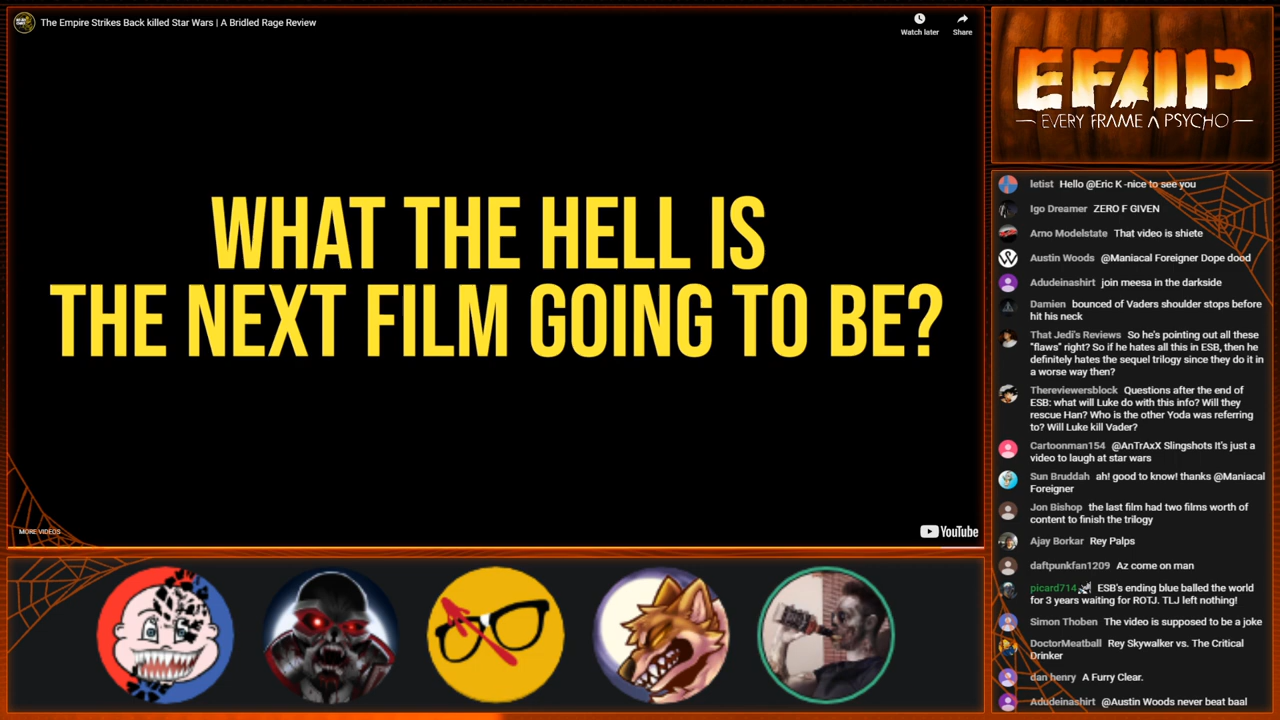 The Empire Strikes Back killed Star Wars | A Bridled Rage Review
Watch later
Share
WHAT THE HELL IS
THE NEXT FILM GOING TO BE?
MORE VIDEOS
YouTube
EFAP
EVERY FRAME A PSYCHO
letist Hello @Eric K -nice to see you
Igo Dreamer ZERO F GIVEN
Arno Modelstate That video is shiete
Austin Woods @Maniacal Foreigner Dope dood
Adudeinashirt join meesa in the darkside
Damien bounced of Vaders shoulder stops before
hit his neck
That Jedi's Reviews So he's pointing out all these
"flaws" right? So if he hates all this in ESB, then he
definitely hates the sequel trilogy since they do it in
a worse way then?
Thereviewersblock Questions after the end of
ESB: what will Luke do with this info? Will they
rescue Han? Who is the other Yoda was referring
to? Will Luke kill Vader?
Cartoonman154 @AnTrAxX Slingshots It's just a
video to laugh at star wars
Sun Bruddah ah! good to know! thanks @Maniacal
Foreigner
Jon Bishop the last film had two films worth of
content to finish the trilogy
Ajay Borkar Rey Palps
daftpunkfan1209 Az come on man
picard714 ESB's ending blue balled the world
for 3 years waiting for ROTJ. TLJ left nothing!
Simon Thoben The video is supposed to be a joke
DoctorMeatball Rey Skywalker vs. The Critical
Drinker
dan henry A Furry Clear.
Adudeinashirt @Austin Woods never beat baal